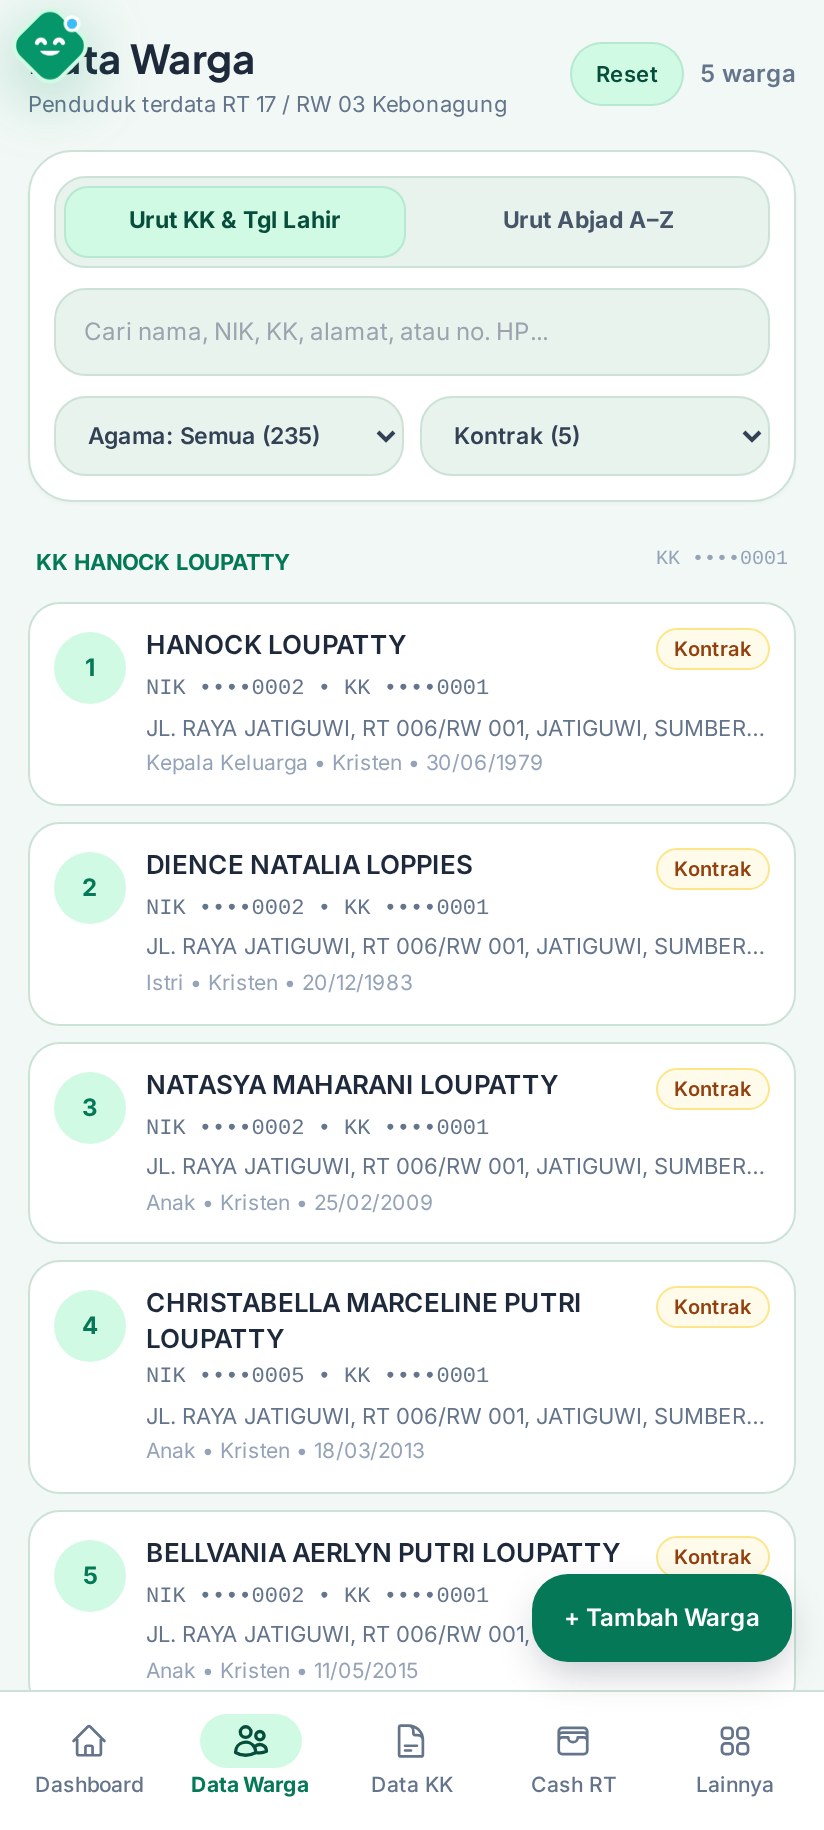 Data Warga
Reset
5 warga
Penduduk terdata RT 17 / RW 03 Kebonagung
Urut KK & Tgl Lahir
Urut Abjad A–Z
Cari nama, NIK, KK, alamat, atau no. HP...
Agama: Semua (235)
Kontrak (5)
KK HANOCK LOUPATTY
KK ••••0001
1
HANOCK LOUPATTY
Kontrak
NIK ••••0002 • KK ••••0001
JL. RAYA JATIGUWI, RT 006/RW 001, JATIGUWI, SUMBER...
Kepala Keluarga • Kristen • 30/06/1979
2
DIENCE NATALIA LOPPIES
Kontrak
NIK ••••0002 • KK ••••0001
JL. RAYA JATIGUWI, RT 006/RW 001, JATIGUWI, SUMBER...
Istri • Kristen • 20/12/1983
3
NATASYA MAHARANI LOUPATTY
Kontrak
NIK ••••0002 • KK ••••0001
JL. RAYA JATIGUWI, RT 006/RW 001, JATIGUWI, SUMBER...
Anak • Kristen • 25/02/2009
4
CHRISTABELLA MARCELINE PUTRI
LOUPATTY
Kontrak
NIK ••••0005 • KK ••••0001
JL. RAYA JATIGUWI, RT 006/RW 001, JATIGUWI, SUMBER...
Anak • Kristen • 18/03/2013
5
BELLVANIA AERLYN PUTRI LOUPATTY
Kontrak
NIK ••••0002 • KK ••••0001
JL. RAYA JATIGUWI, RT 006/RW 001,
Anak • Kristen • 11/05/2015
+ Tambah Warga
Dashboard
Data Warga
Data KK
Cash RT
Lainnya